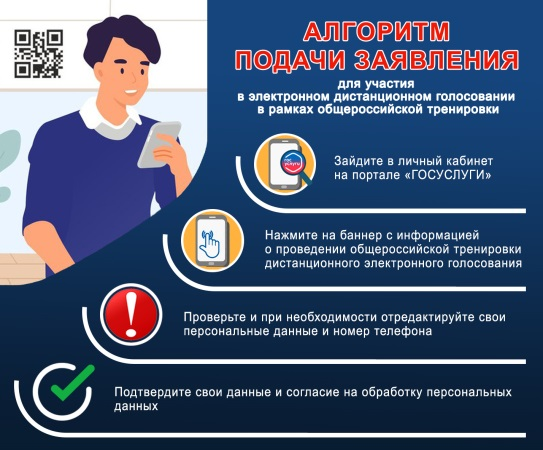 АЛГОРИТМ
ПОДАЧИ ЗАЯВЛЕНИЯ
для участия
в электронном дистанционном голосовании
в рамках общероссийской тренировки
Зайдите в личный кабинет
на портале «ГОСУСЛУГИ»
Нажмите на баннер с информацией
о проведении общероссийской тренировки
дистанционного электронного голосования
Проверьте и при необходимости отредактируйте свои
персональные данные и номер телефона
Подтвердите свои данные и согласие на обработку персональных
данных